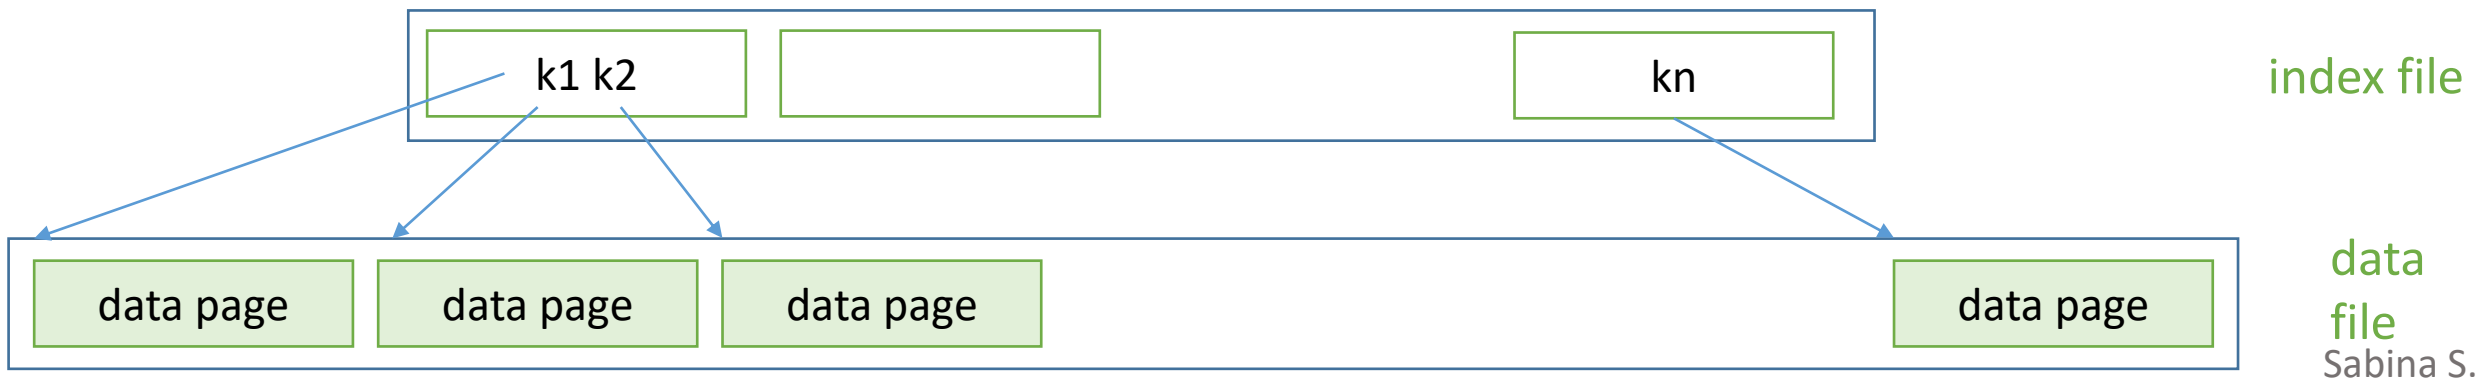 k1 k2
kn
index file
data page
data page
data page
data page
data
file
Sabina S.